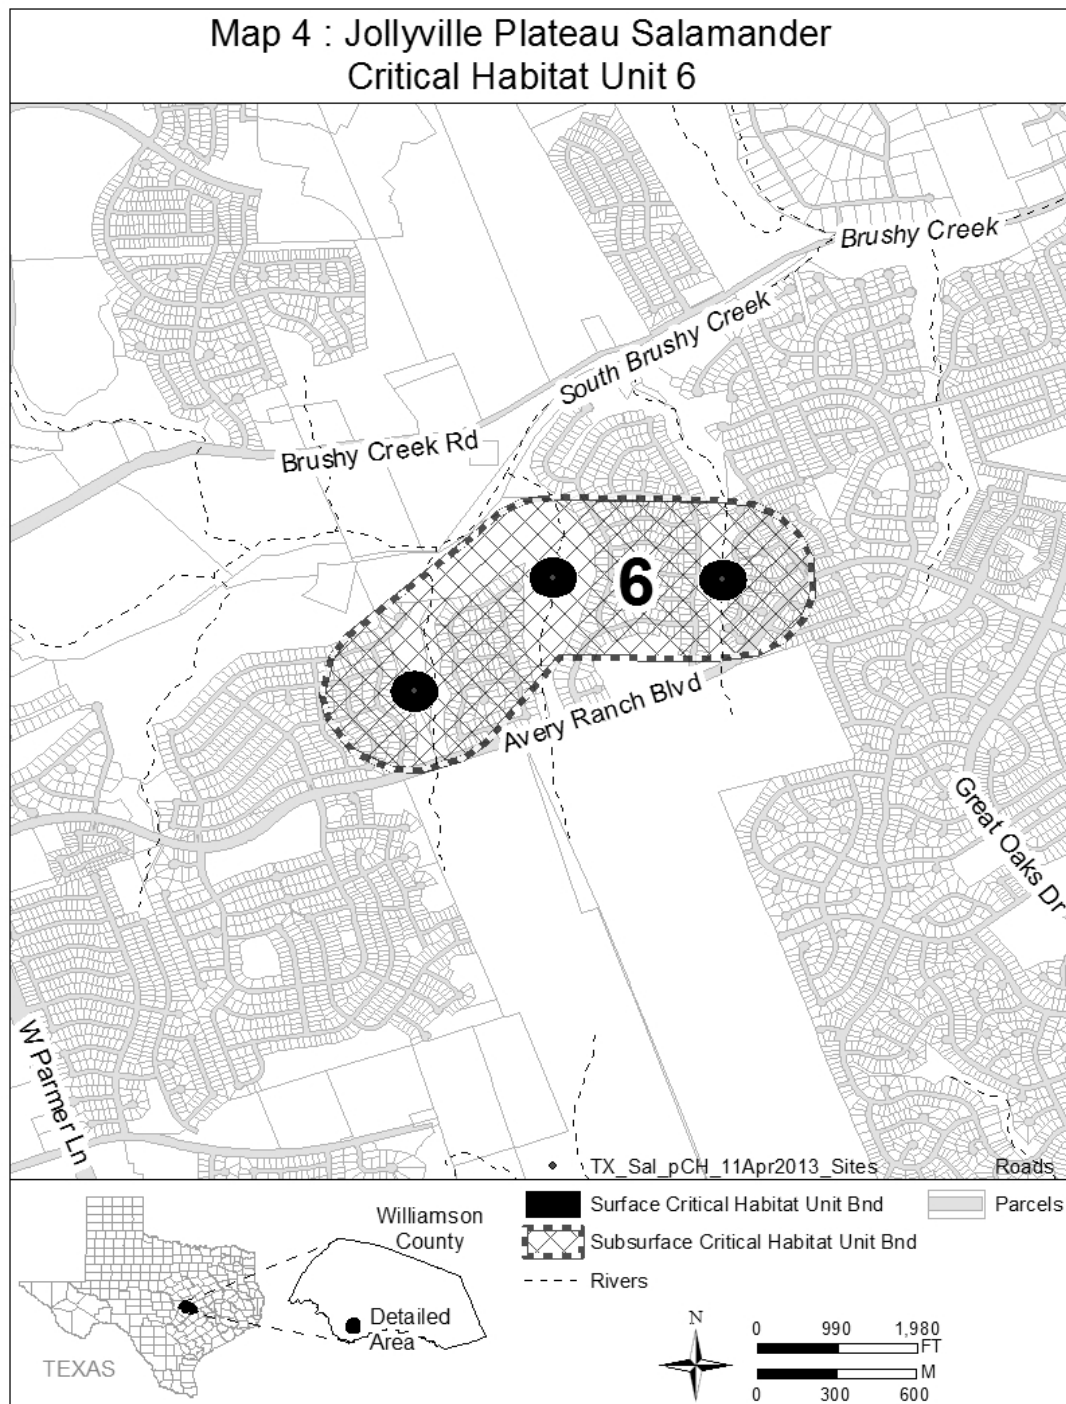 Map 4 : Jollyville Plateau Salamander
Critical Habitat Unit 6
Brushy Creek
South Brushy Creek
Brushy Creek Rd
6
Avery Ranch Blvd
Great Oaks Dr
W Parmer Ln
TX_Sal_pCH_11Apr2013_Sites
Roads
Surface Critical Habitat Unit Bnd
Parcels
Subsurface Critical Habitat Unit Bnd
Rivers
Williamson
County
Detailed
Area
TEXAS
N
0 990 1,980
FT
M
0 300 600